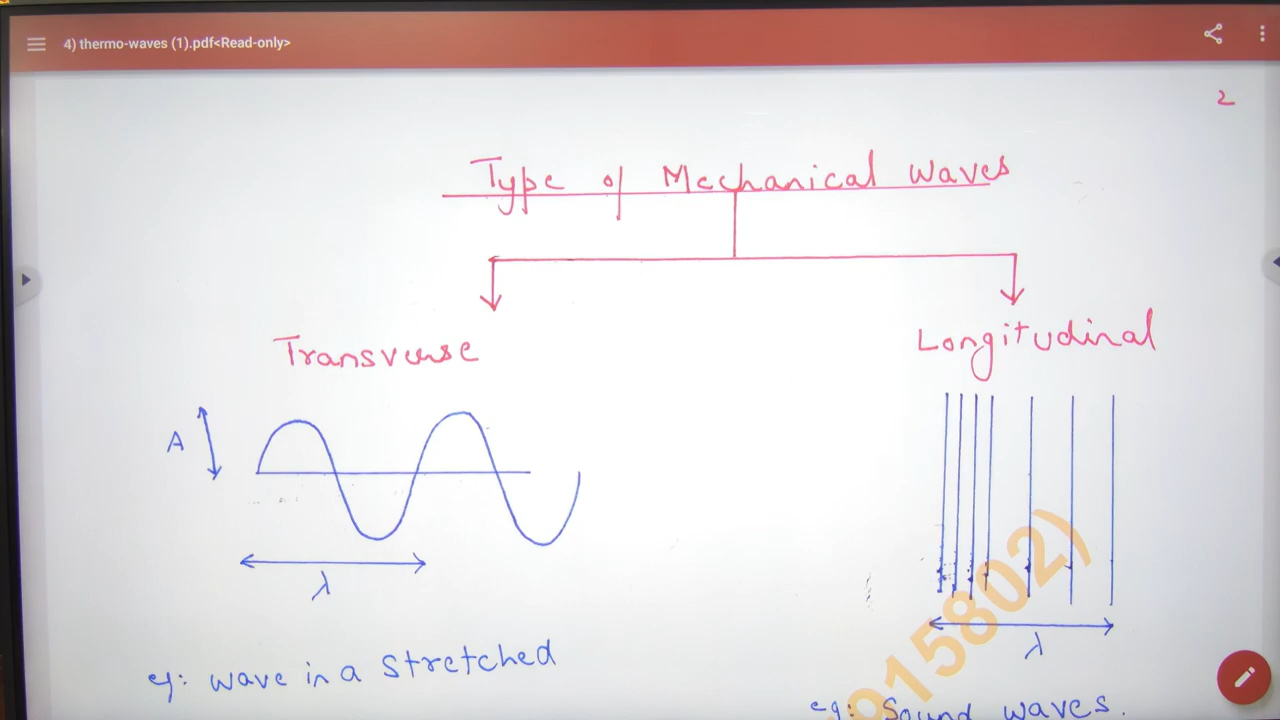 4) thermo-waves (1).pdf<Read-only>
2
Type of Mechanical Waves
Transverse
Longitudinal
A
λ
λ
eg: wave in a stretched
eg: Sound waves.
915802)